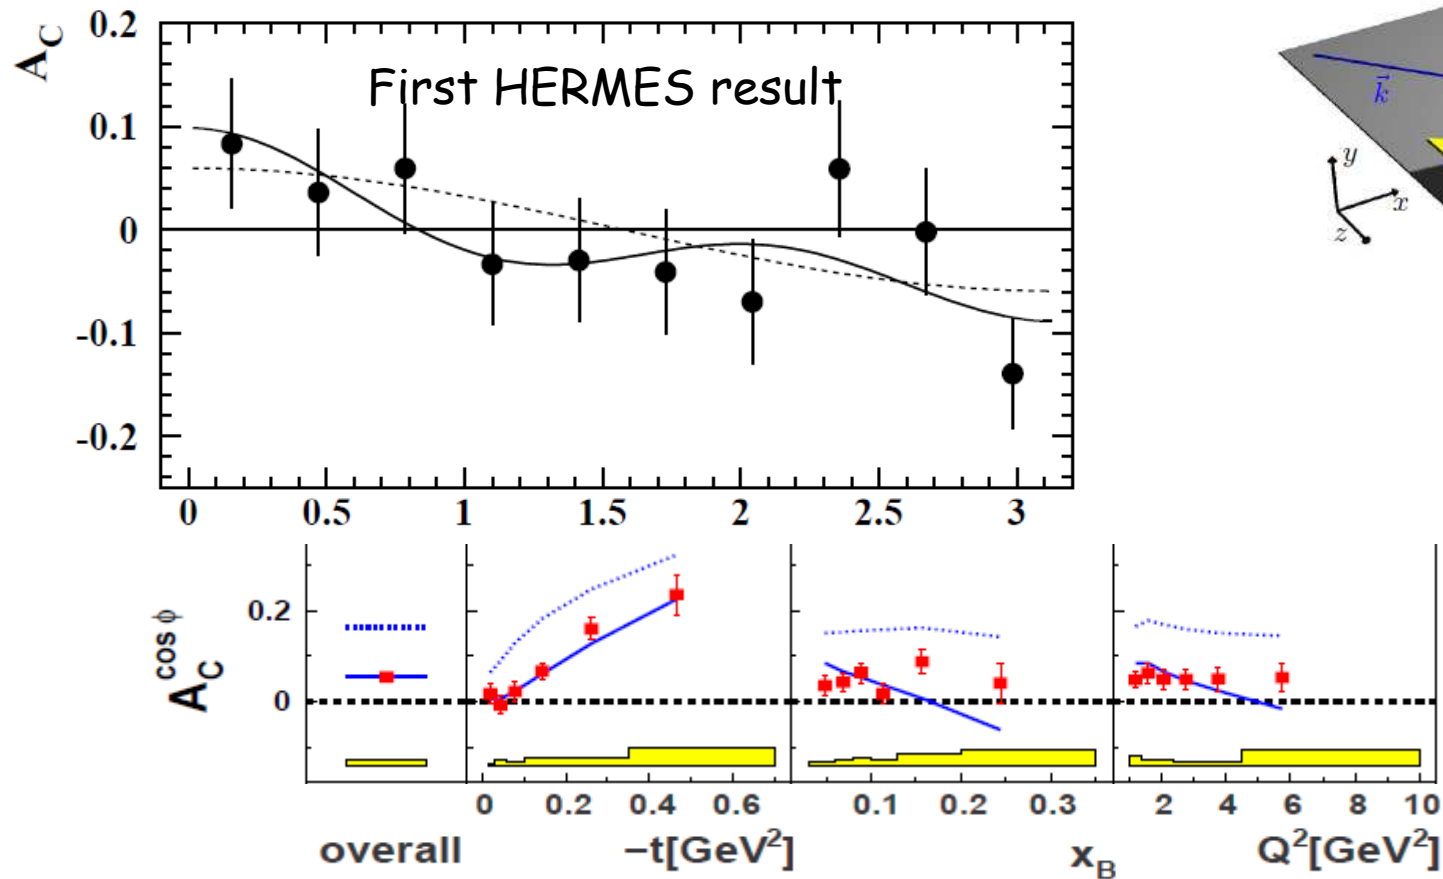 A_C
0.2
0.1
0
-0.1
-0.2
First HERMES result
0 0.5 1 1.5 2 2.5 3
k⃗
y
x
z
A_C^cos ϕ
0.2
0
0 0.2 0.4 0.6
0.1 0.2 0.3
2 4 6 8 10
overall
−t[GeV²]
x_B
Q²[GeV²]